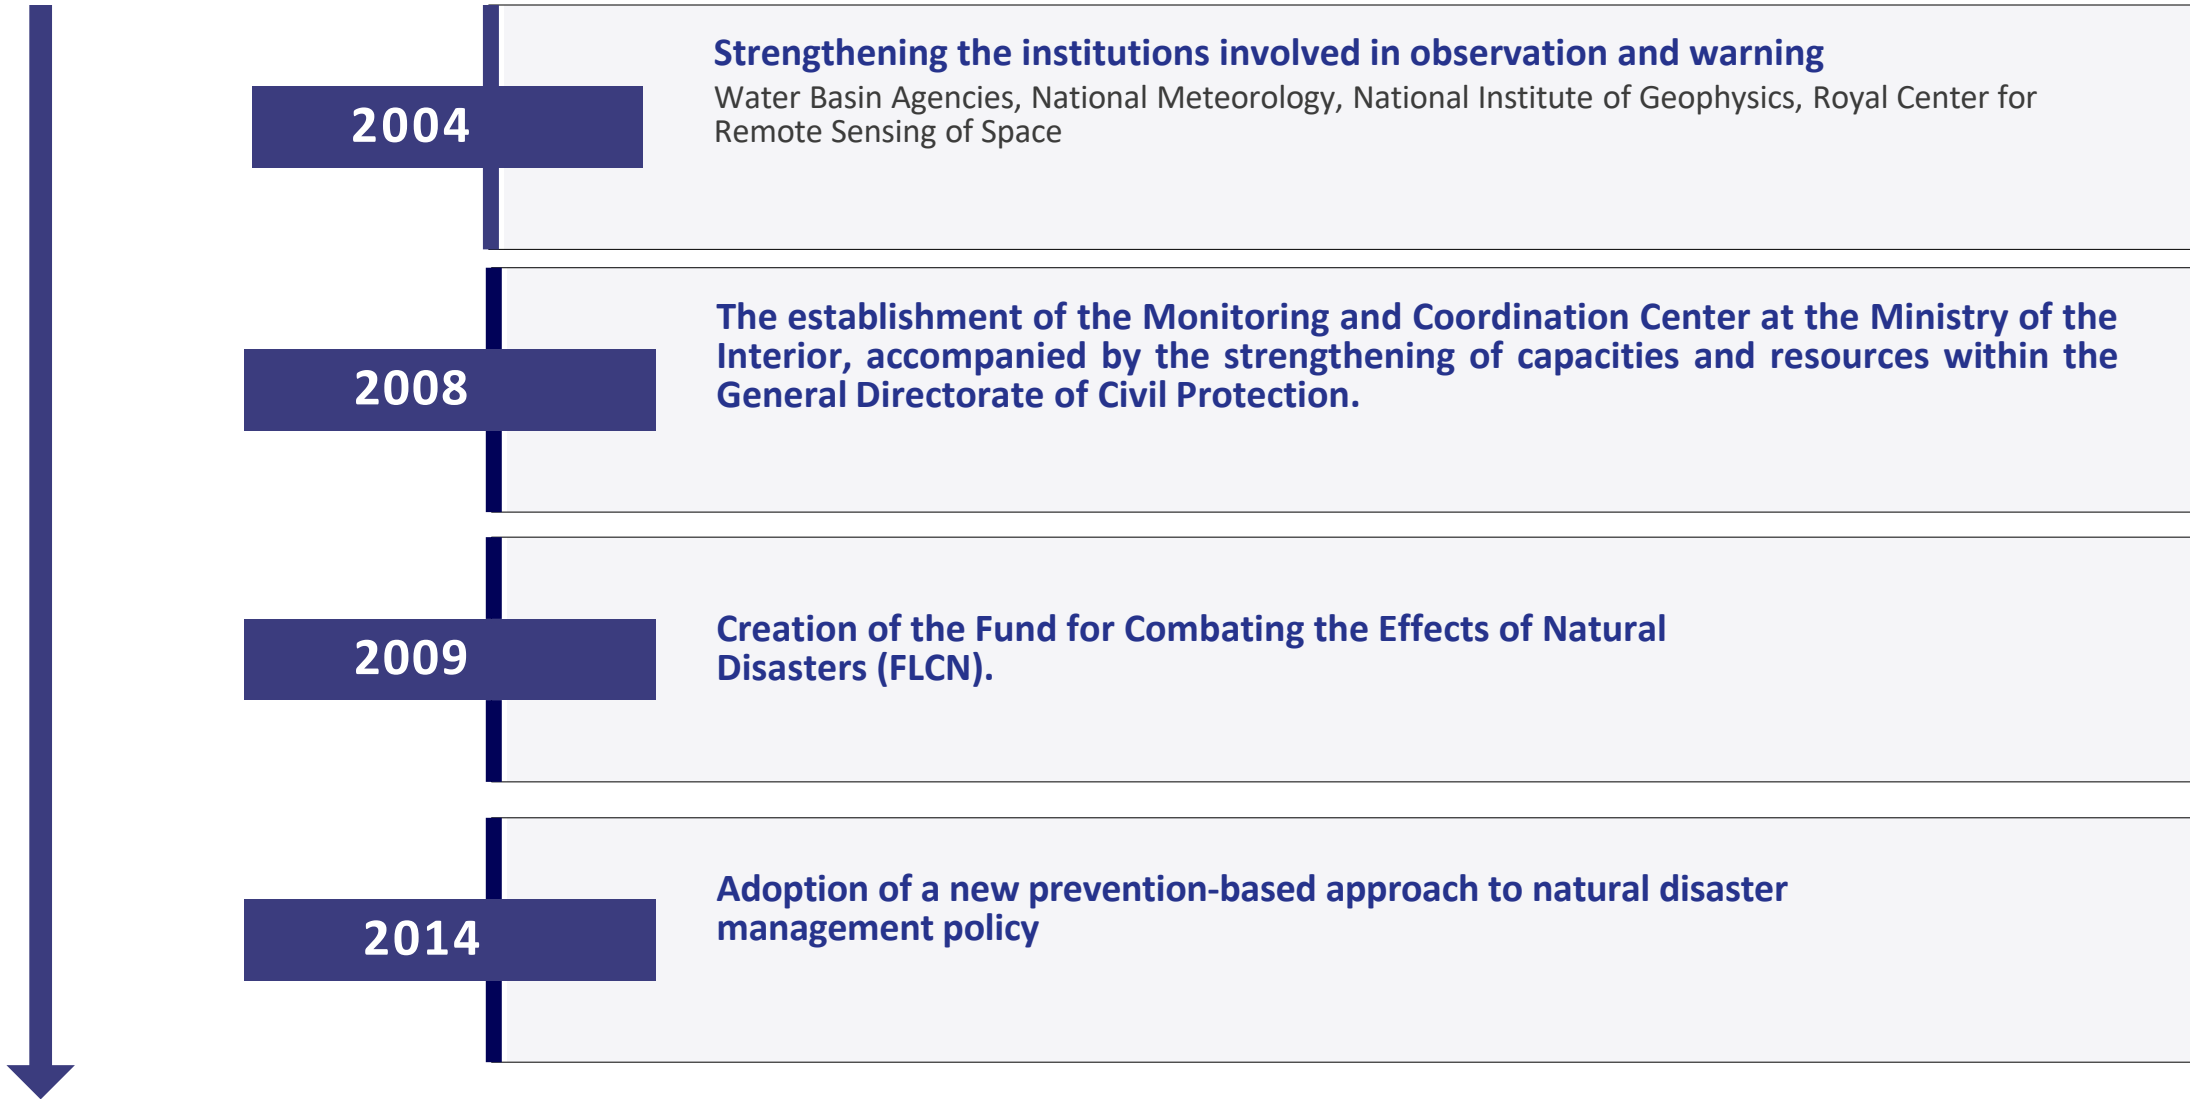 2004
Strengthening the institutions involved in observation and warning
Water Basin Agencies, National Meteorology, National Institute of Geophysics, Royal Center for
Remote Sensing of Space
2008
The establishment of the Monitoring and Coordination Center at the Ministry of the
Interior, accompanied by the strengthening of capacities and resources within the
General Directorate of Civil Protection.
2009
Creation of the Fund for Combating the Effects of Natural
Disasters (FLCN).
2014
Adoption of a new prevention-based approach to natural disaster
management policy